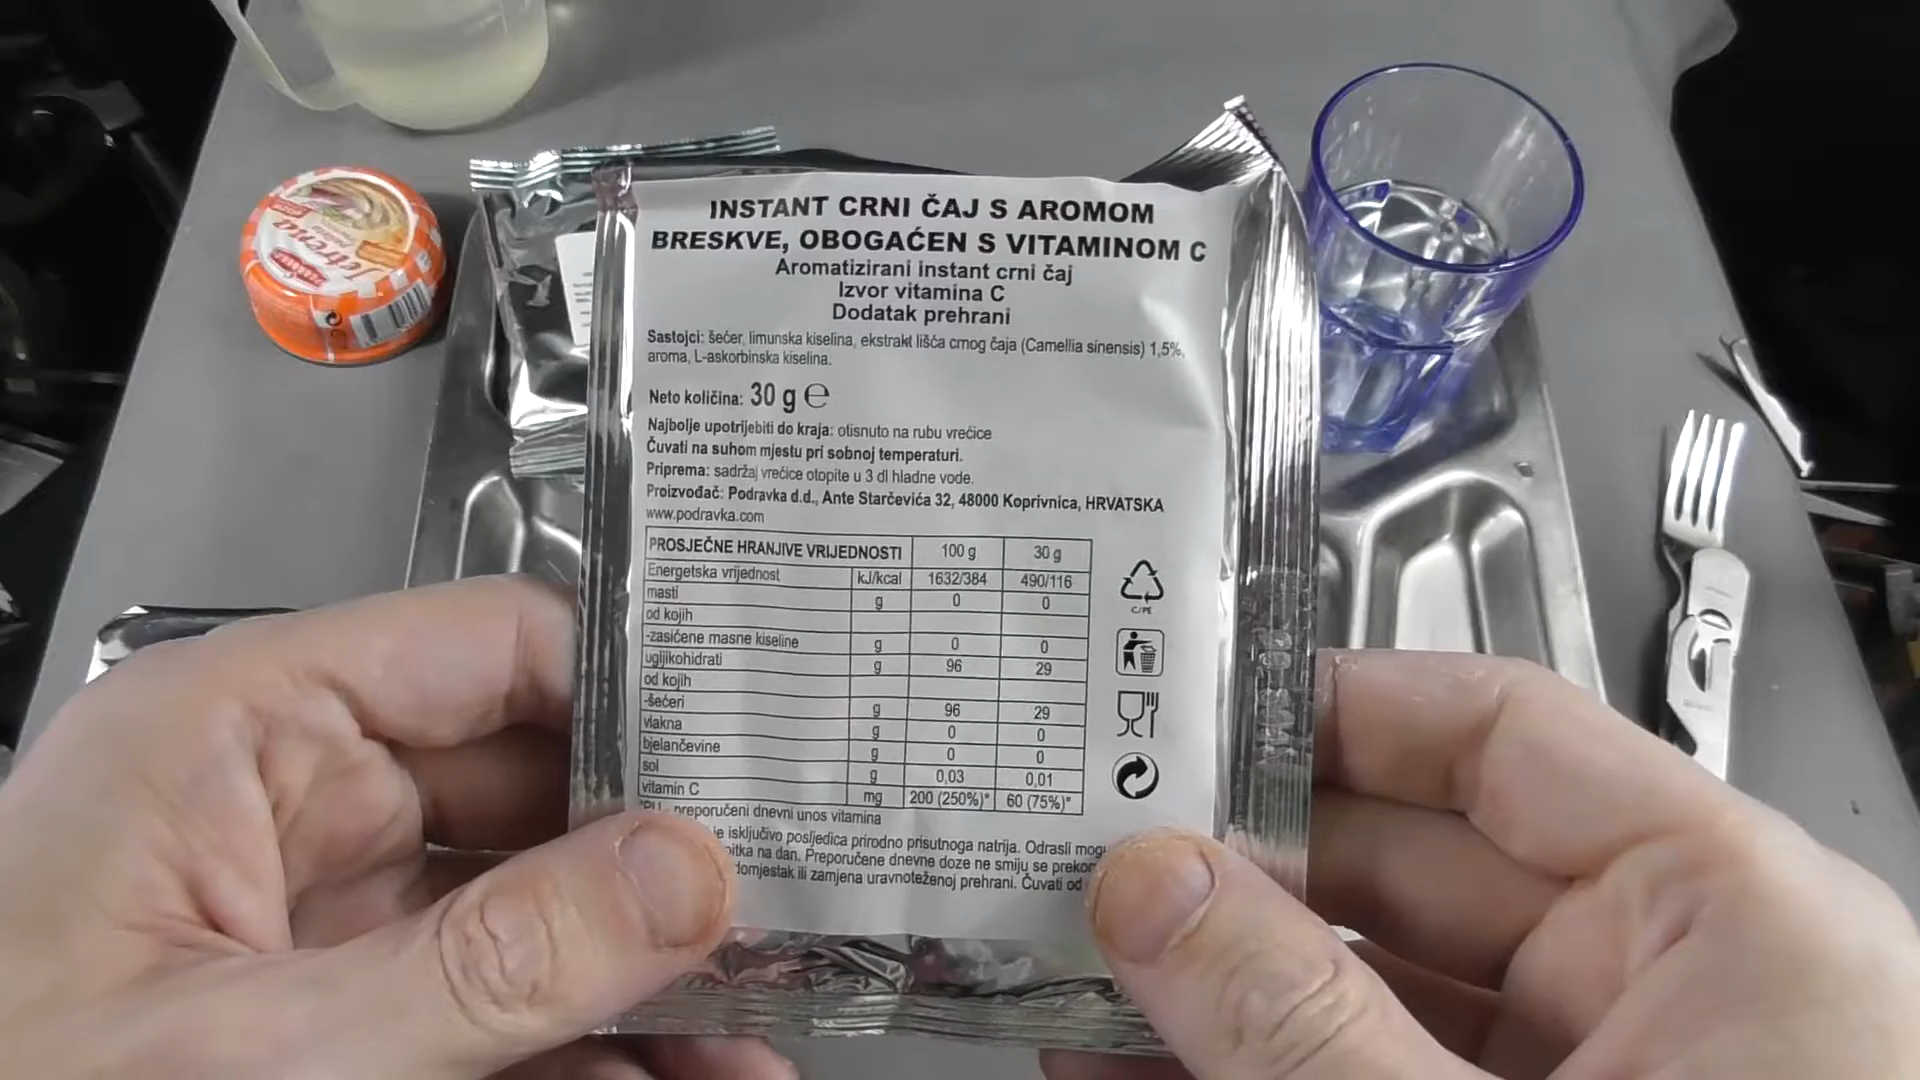 INSTANT CRNI ČAJ S AROMOM
BRESKVE, OBOGAĆEN S VITAMINOM C
Aromatizirani instant crni čaj
Izvor vitamina C
Dodatak prehrani
Sastojci: šećer, limunska kiselina, ekstrakt lišća crnog čaja (Camellia sinensis) 1,5%,
aroma, L-askorbinska kiselina.
Neto količina: 30 g ℮
Najbolje upotrijebiti do kraja: otisnuto na rubu vrećice
Čuvati na suhom mjestu pri sobnoj temperaturi.
Priprema: sadržaj vrećice otopite u 3 dl hladne vode.
Proizvođač: Podravka d.d., Ante Starčevića 32, 48000 Koprivnica, HRVATSKA
www.podravka.com
PROSJEČNE HRANJIVE VRIJEDNOSTI 100 g 30 g
Energetska vrijednost kJ/kcal 1632/384 490/116
masti g 0 0
od kojih
-zasićene masne kiseline g 0 0
ugljikohidrati g 96 29
od kojih
-šećeri g 96 29
vlakna g 0 0
bjelančevine g 0 0
sol g 0,03 0,01
vitamin C mg 200 (250%)* 60 (75%)*
preporučeni dnevni unos vitamina
je isključivo posljedica prirodno prisutnoga natrija. Odrasli
na dan. Preporučene dnevne doze ne smiju se
ili zamjena uravnoteženoj prehrani. Čuvati od
C/PE
Jetrena